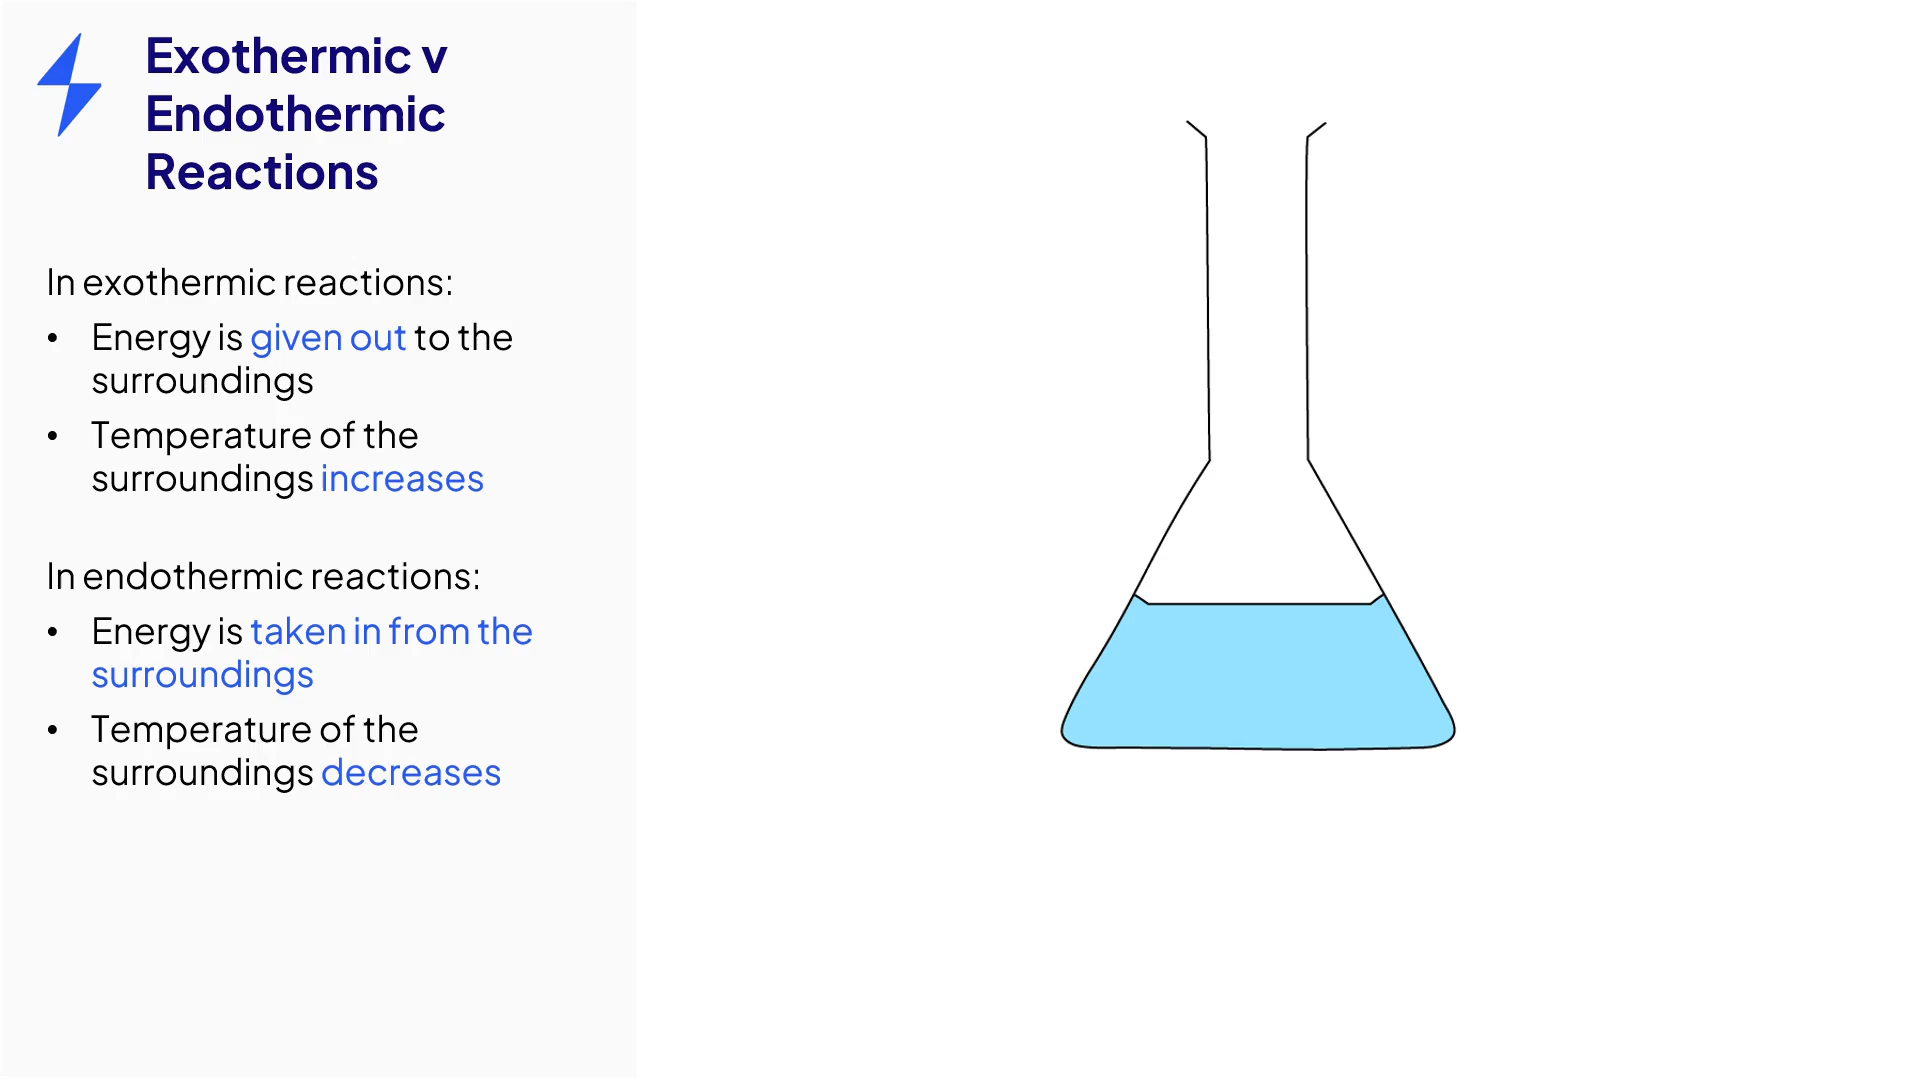 Exothermic v
Endothermic
Reactions
In exothermic reactions:
• Energy is given out to the
surroundings
• Temperature of the
surroundings increases
In endothermic reactions:
• Energy is taken in from the
surroundings
• Temperature of the
surroundings decreases